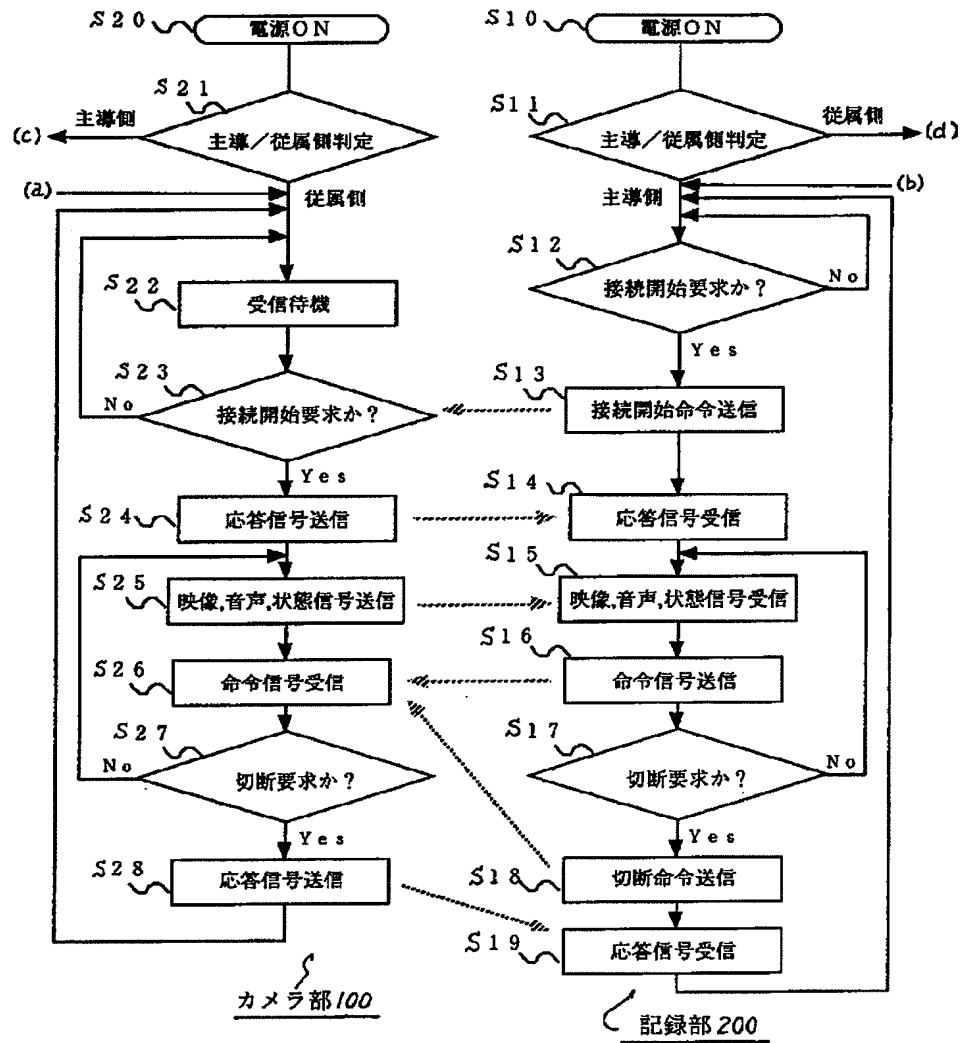 S20
電源ON
S21
主導側
(c)
主導／従属側判定
(a)
従属側
S22
受信待機
S23
No
接続開始要求か？
Yes
S24
応答信号送信
S25
映像,音声,状態信号送信
S26
命令信号受信
S27
No
切断要求か？
Yes
S28
応答信号送信
カメラ部100
S10
電源ON
S11
従属側
(d)
主導／従属側判定
(b)
主導側
S12
No
接続開始要求か？
Yes
S13
接続開始命令送信
S14
応答信号受信
S15
映像,音声,状態信号受信
S16
命令信号送信
S17
No
切断要求か？
Yes
S18
切断命令送信
S19
応答信号受信
記録部200